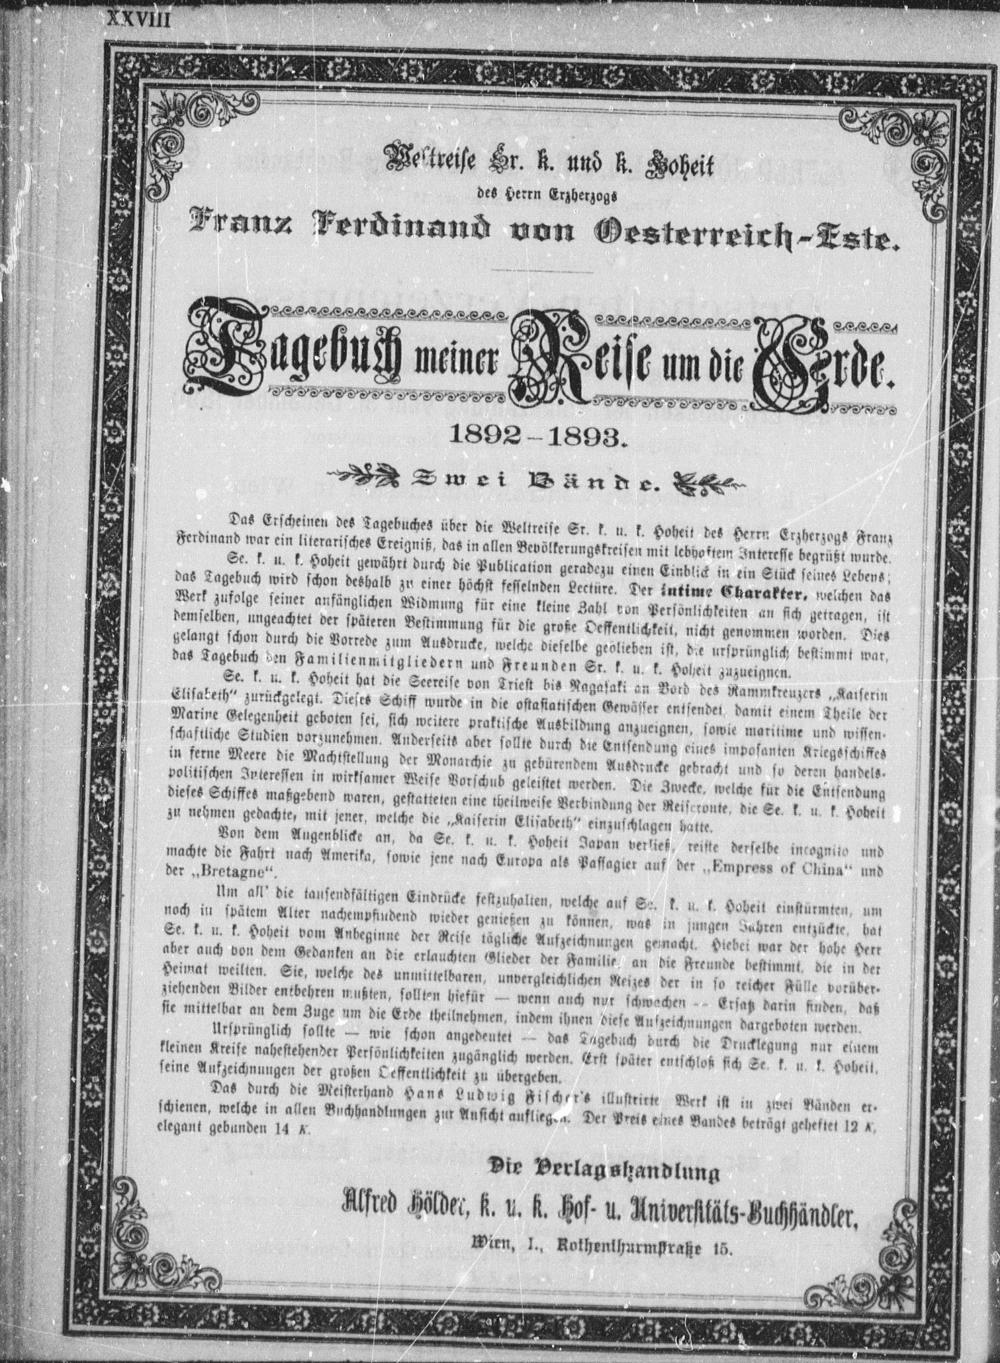 XXVIII
Weltreise Sr. k. und k. Hoheit
des Herrn Erzherzogs
Franz Ferdinand von Oesterreich-Este.
Tagebuch meiner Reise um die Erde.
1892–1893.
Zwei Bände.
Das Erscheinen des Tagebuches über die Weltreise Sr. k. u. k. Hoheit des Herrn Erzherzogs Franz
Ferdinand war ein literarisches Ereigniß, das in allen Bevölkerungskreisen mit lebhoftem Interesse begrüßt wurde.
Se. k. u. k. Hoheit gewährt durch die Publication geradezu einen Einblick in ein Stück seines Lebens;
das Tagebuch wird schon deshalb zu einer höchst fesselnden Lectüre. Der intime Charakter, welchen das
Werk zufolge seiner anfänglichen Widmung für eine kleine Zahl von Persönlichkeiten an sich getragen, ist
demselben, ungeachtet der späteren Bestimmung für die große Oeffentlichkeit, nicht genommen worden. Dies
gelangt schon durch die Vorrede zum Ausdrucke, welche dieselbe geblieben ist, die ursprünglich bestimmt war,
das Tagebuch den Familienmitgliedern und Freunden Sr. k. u. k. Hoheit zuzueignen.
Se. k. u. k. Hoheit hat die Seereise von Triest bis Nagasaki an Bord des Rammkreuzers „Kaiserin
Elisabeth“ zurückgelegt. Dieses Schiff wurde in die ostasiatischen Gewässer entsendet, damit einem Theile der
Marine Gelegenheit geboten sei, sich weitere praktische Ausbildung anzueignen, sowie maritime und wissen-
schaftliche Studien vorzunehmen. Anderseits aber sollte durch die Entsendung eines imposanten Kriegsschiffes
in ferne Meere die Machtstellung der Monarchie zu gebürendem Ausdrucke gebracht und so deren handels-
politischen Interessen in wirksamer Weise Vorschub geleistet werden. Die Zwecke, welche für die Entsendung
dieses Schiffes maßgebend waren, gestatteten eine theilweise Verbindung der Reiseroute, die Se. k. u. k. Hoheit
zu nehmen gedachte, mit jener, welche die „Kaiserin Elisabeth“ einzuschlagen hatte.
Von dem Augenblicke an, da Se. k. u. k. Hoheit Japan verließ, reiste derselbe incognito und
machte die Fahrt nach Amerika, sowie jene nach Europa als Passagier auf der „Empress of China“ und
der „Bretagne“.
Um all' die tausendfältigen Eindrücke festzuhalten, welche auf Se. k. u. k. Hoheit einstürmten, um
noch in spätem Alter nachempfindend wieder genießen zu können, was in jungen Jahren entzückte, hat
Se. k. u. k. Hoheit vom Anbeginne der Reise tägliche Aufzeichnungen gemacht. Hiebei war der hohe Herr
aber auch von dem Gedanken an die erlauchten Glieder der Familie, an die Freunde bestimmt, die in der
Heimat weilten. Sie, welche des unmittelbaren, unvergleichlichen Reizes der in so reicher Fülle vorüber-
ziehenden Bilder entbehren mußten, sollten hiefür — wenn auch nur schwachen — Ersatz darin finden, daß
sie mittelbar an dem Zuge um die Erde theilnehmen, indem ihnen diese Aufzeichnungen dargeboten werden.
Ursprünglich sollte — wie schon angedeutet — das Tagebuch durch die Drucklegung nur einem
kleinen Kreise nahestehender Persönlichkeiten zugänglich werden. Erst später entschloß sich Se. k. u. k. Hoheit,
seine Aufzeichnungen der großen Oeffentlichkeit zu übergeben.
Das durch die Meisterhand Hans Ludwig Fischer's illustrirte Werk ist in zwei Bänden er-
schienen, welche in allen Buchhandlungen zur Ansicht aufliegen. Der Preis eines Bandes beträgt geheftet 12 K,
elegant gebunden 14 K.
Die Verlagshandlung
Alfred Hölder, k. u. k. Hof- u. Universitäts-Buchhändler,
Wien, I., Rothenthurmstraße 15.